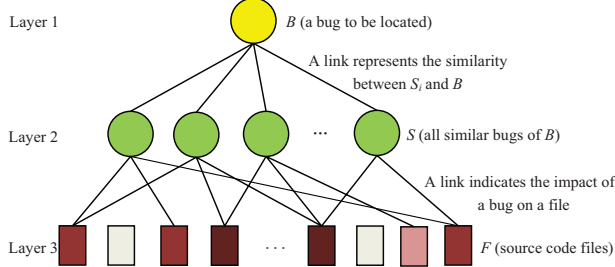 Layer 1
B (a bug to be located)
A link represents the similarity
between Si and B
Layer 2
...
S (all similar bugs of B)
A link indicates the impact of
a bug on a file
Layer 3
...
F (source code files)